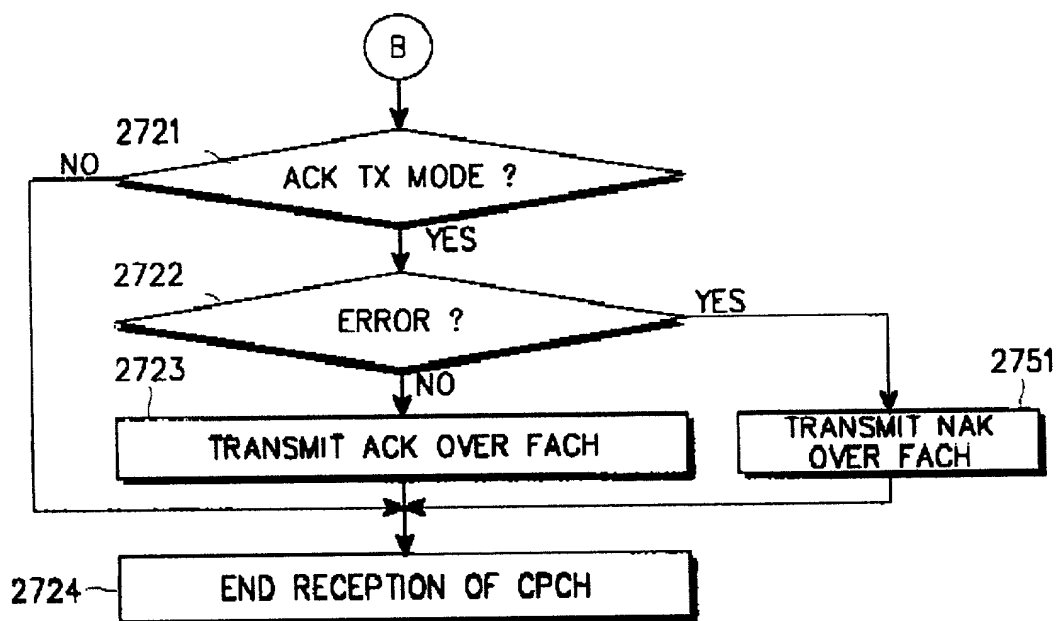 B
2721
NO
ACK TX MODE ?
YES
2722
ERROR ?
YES
2723
NO
2751
TRANSMIT ACK OVER FACH
TRANSMIT NAK
OVER FACH
2724
END RECEPTION OF CPCH